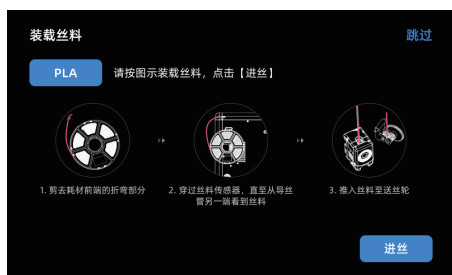 装载丝料
跳过
PLA
请按图示装载丝料，点击【进丝】
1. 剪去耗材前端的折弯部分
2. 穿过丝料传感器，直至从导丝
管另一端看到丝料
3. 推入丝料至送丝轮
进丝